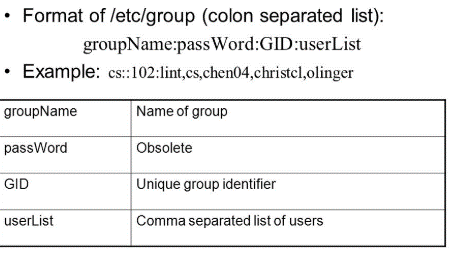 • Format of /etc/group (colon separated list):
groupName:passWord:GID:userList
• Example: cs::102:lint,cs,chen04,christcl,olinger
groupName Name of group
passWord Obsolete
GID Unique group identifier
userList Comma separated list of users